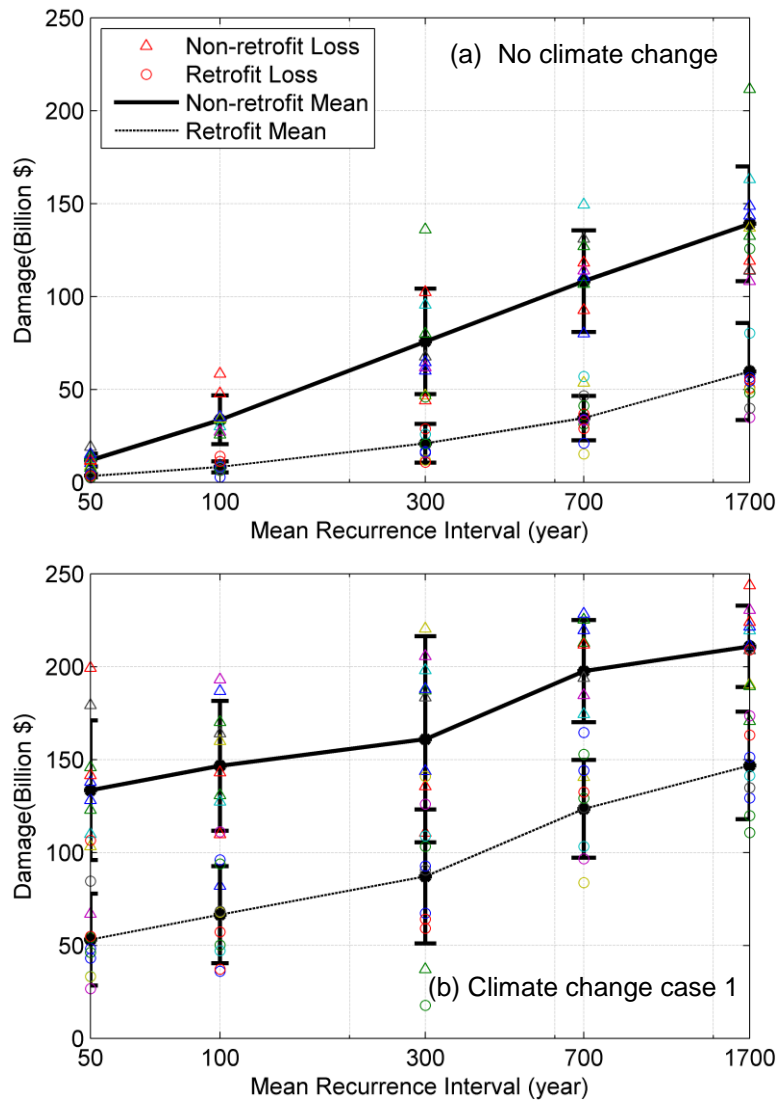 (a) No climate change
Non-retrofit Loss
Retrofit Loss
Non-retrofit Mean
Retrofit Mean
Damage(Billion $)
250
200
150
100
50
0
50 100 300 700 1700
Mean Recurrence Interval (year)
Damage(Billion $)
250
200
150
100
50
0
(b) Climate change case 1
50 100 300 700 1700
Mean Recurrence Interval (year)